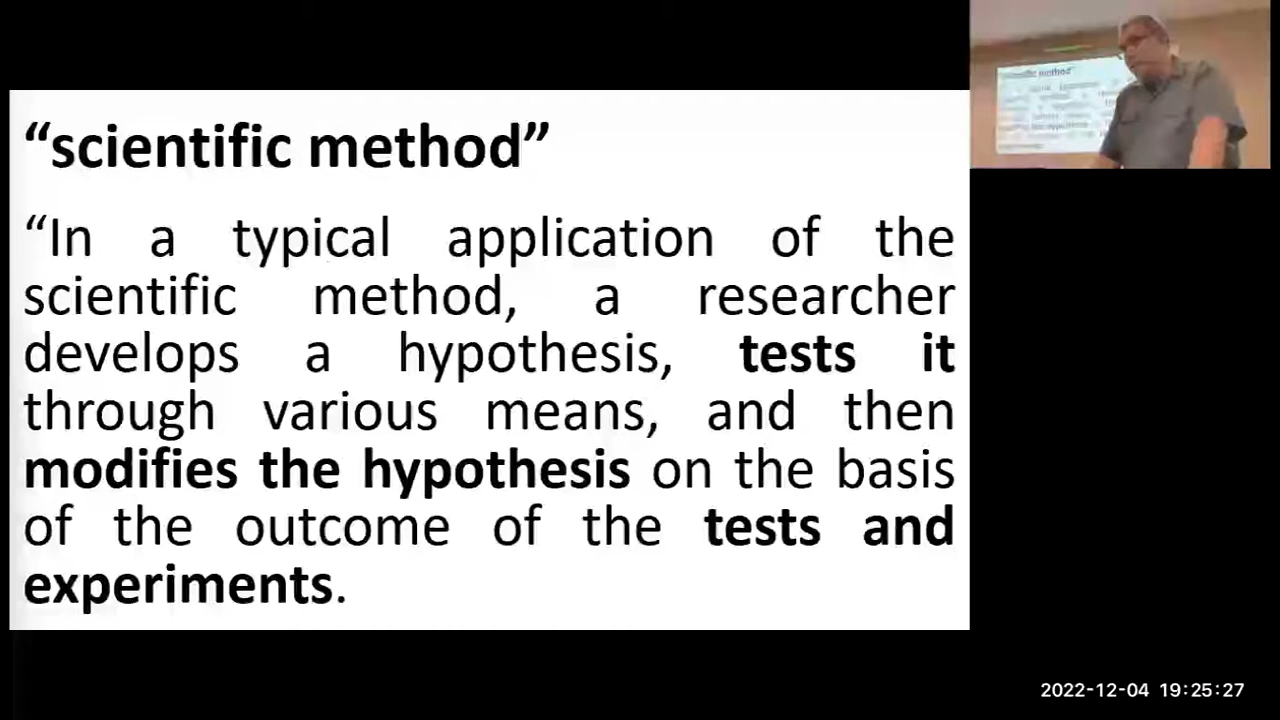 “scientific method”
“In a typical application of the
scientific method, a researcher
develops a hypothesis, tests it
through various means, and then
modifies the hypothesis on the basis
of the outcome of the tests and
experiments.
scientific method"
2022-12-04 19:25:27